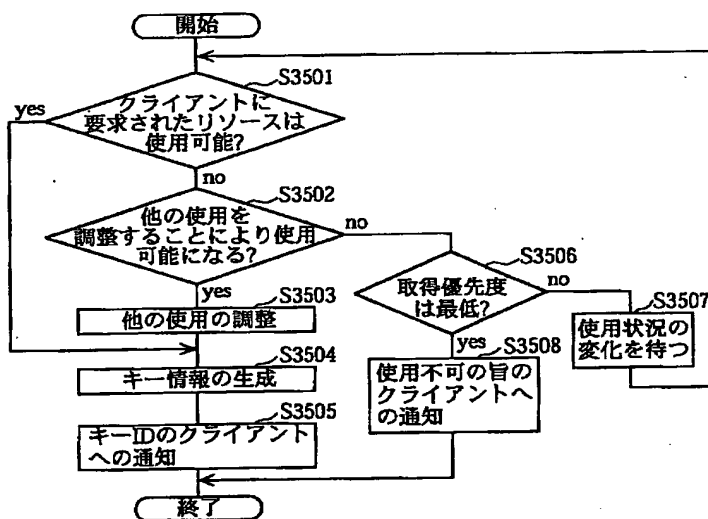 開始
S3501
クライアントに
要求されたリソースは
使用可能?
yes
no
S3502
他の使用を
調整することにより使用
可能になる?
no
yes
S3503
他の使用の調整
S3504
キー情報の生成
S3505
キーIDのクライアント
への通知
S3506
取得優先度
は最低?
no
yes
S3507
使用状況の
変化を待つ
S3508
使用不可の旨の
クライアントへ
の通知
終了